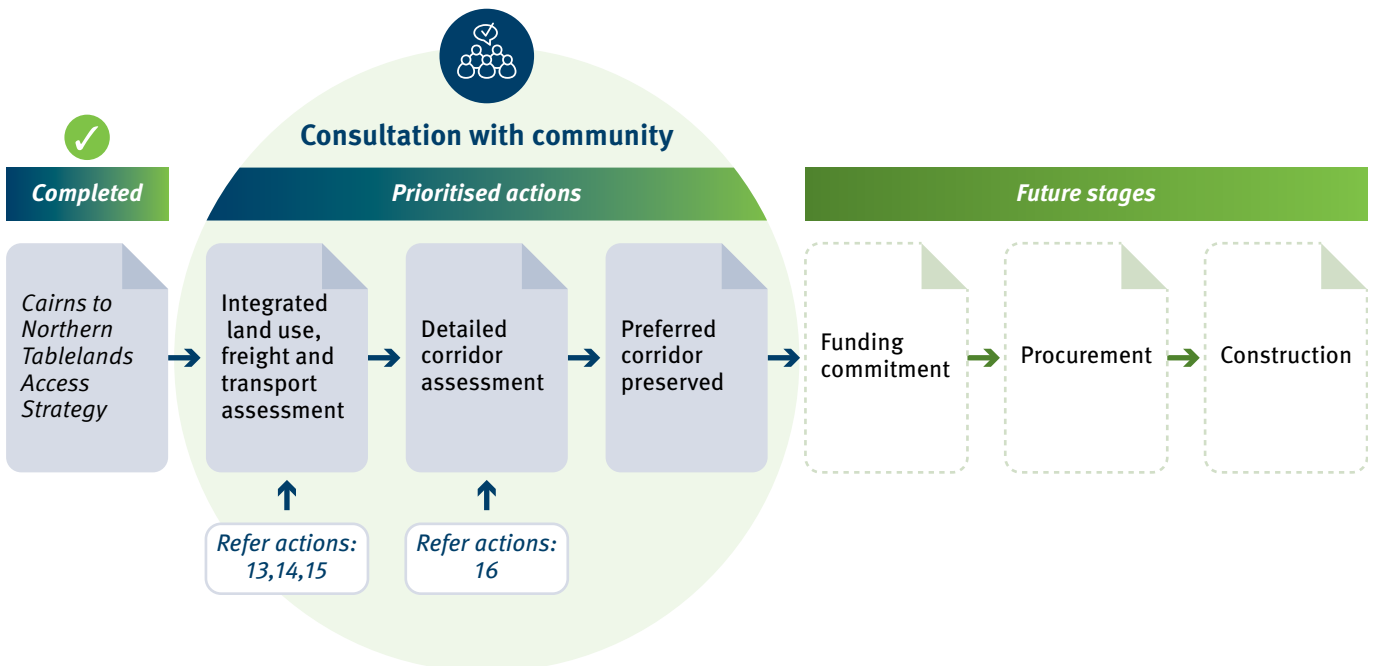 Consultation with community
Completed
Prioritised actions
Future stages
Cairns to
Northern
Tablelands
Access
Strategy
Integrated
land use,
freight and
transport
assessment
Detailed
corridor
assessment
Preferred
corridor
preserved
Funding
commitment
Procurement
Construction
Refer actions:
13,14,15
Refer actions:
16